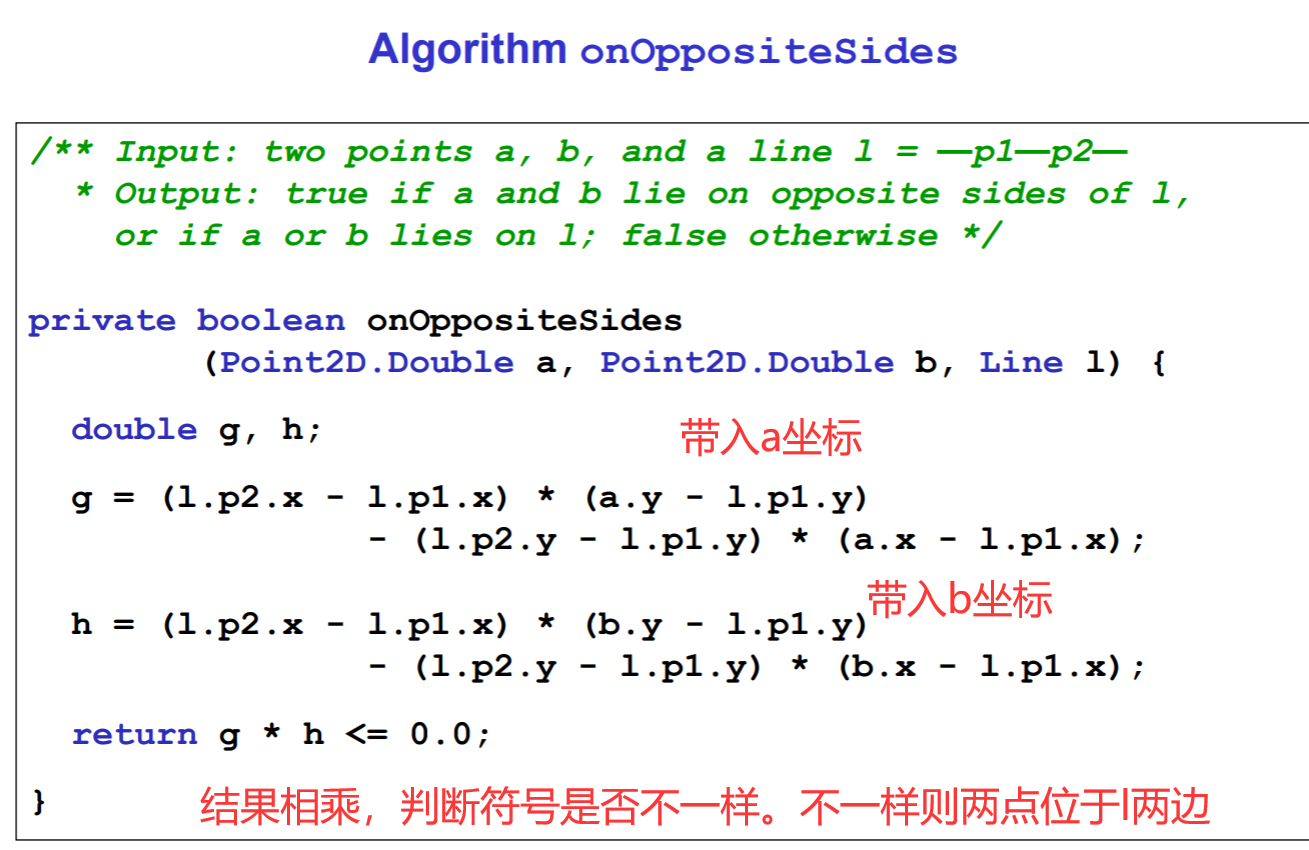 Algorithm onOppositeSides
/** Input: two points a, b, and a line l = —p1—p2—
* Output: true if a and b lie on opposite sides of l,
or if a or b lies on l; false otherwise */
private boolean onOppositeSides
(Point2D.Double a, Point2D.Double b, Line l) {
double g, h;
带入a坐标
g = (l.p2.x - l.p1.x) * (a.y - l.p1.y)
- (l.p2.y - l.p1.y) * (a.x - l.p1.x);
带入b坐标
h = (l.p2.x - l.p1.x) * (b.y - l.p1.y)
- (l.p2.y - l.p1.y) * (b.x - l.p1.x);
return g * h <= 0.0;
}
结果相乘，判断符号是否不一样。不一样则两点位于l两边